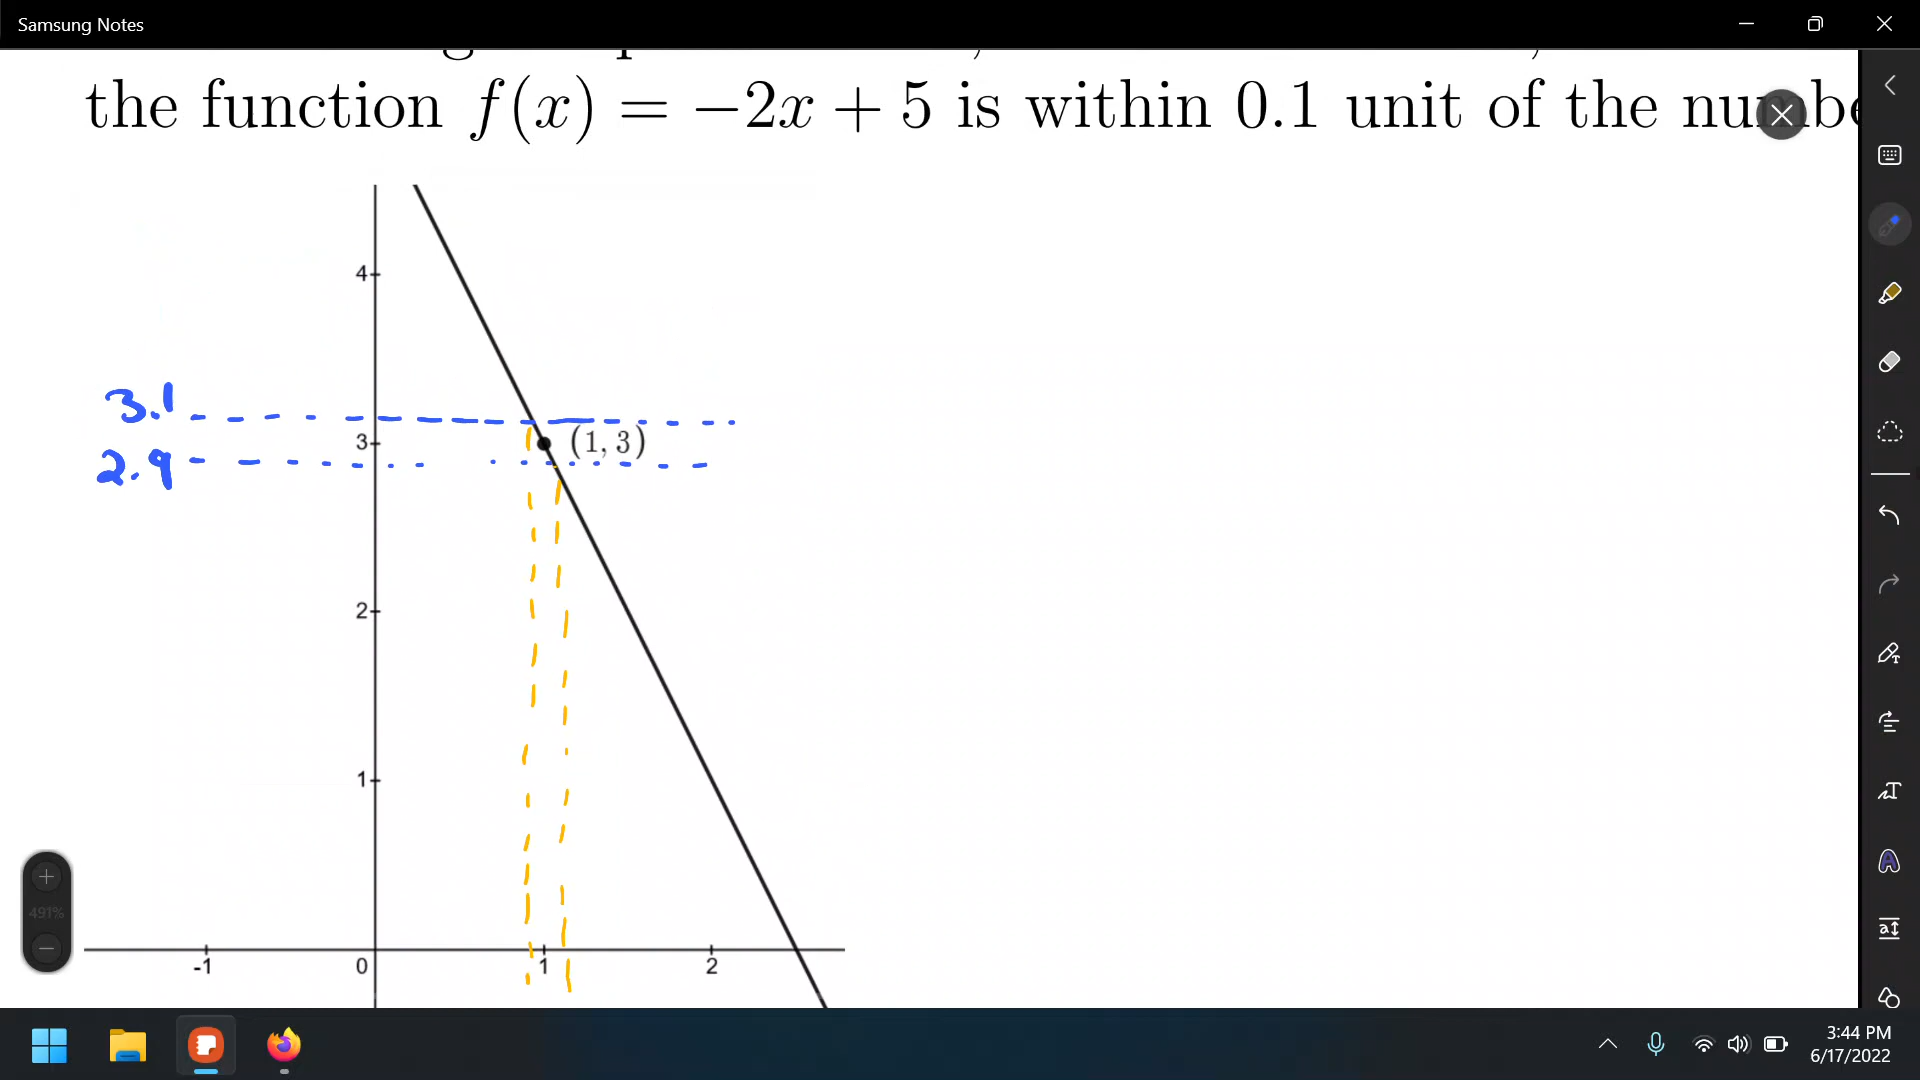 Samsung Notes
the function f(x) = −2x + 5 is within 0.1 unit of the
4
3.1
3
(1, 3)
2.9
2
1
-1 0 1 2
491%
3:44 PM
6/17/2022